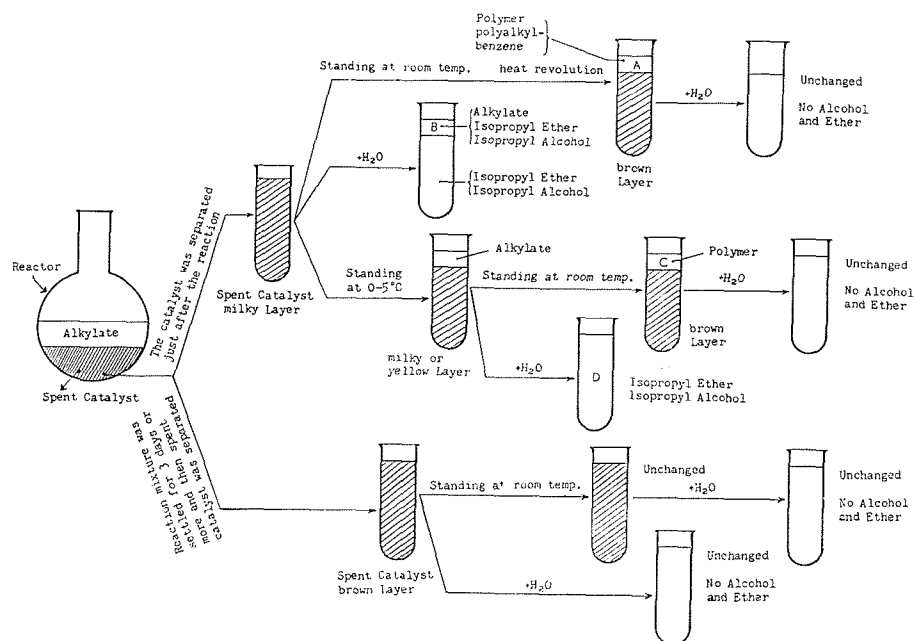 Polymer
polyalkyl-
benzene
A
Standing at room temp. heat revolution
+H₂O
Unchanged
No Alcohol
and Ether
brown
Layer
B
Alkylate
Isopropyl Ether
Isopropyl Alcohol
+H₂O
Isopropyl Ether
Isopropyl Alcohol
The catalyst was separated
just after the reaction
Spent Catalyst
milky Layer
Reactor
Alkylate
Spent Catalyst
Standing
at 0-5°C
Alkylate
milky or
yellow Layer
Standing at room temp.
C
Polymer
brown
Layer
+H₂O
Unchanged
No Alcohol
and Ether
+H₂O
D
Isopropyl Ether
Isopropyl Alcohol
Reaction mixture was
settled for 3 days or
more and then spent
catalyst was separated
Spent Catalyst
brown Layer
Standing at room temp.
Unchanged
+H₂O
Unchanged
No Alcohol
and Ether
+H₂O
Unchanged
No Alcohol
and Ether